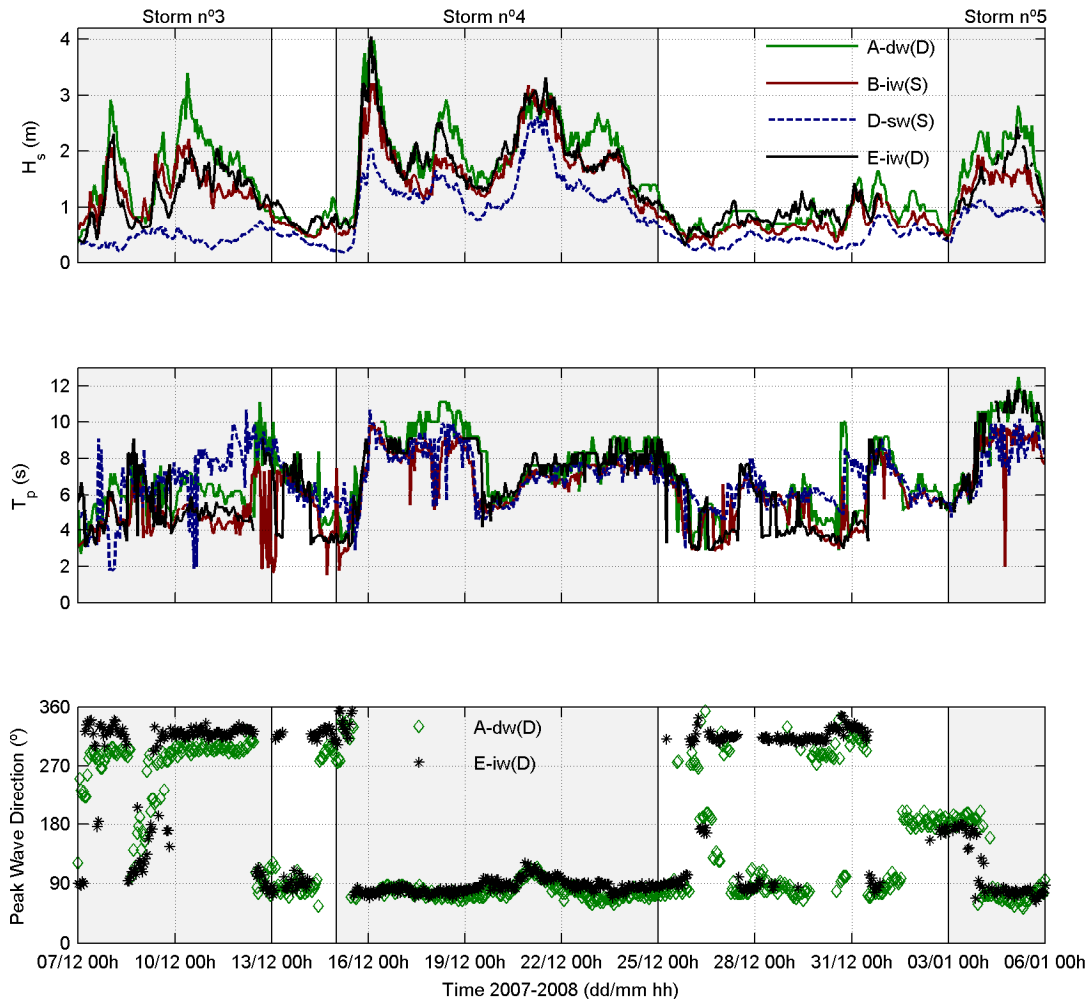 Storm nº3 Storm nº4 Storm nº5
4
3
2
1
0
H_s (m)
A-dw(D)
B-iw(S)
D-sw(S)
E-iw(D)
12
10
8
6
4
2
0
T_p (s)
360
270
180
90
0
Peak Wave Direction (º)
A-dw(D)
E-iw(D)
07/12 00h 10/12 00h 13/12 00h 16/12 00h 19/12 00h 22/12 00h 25/12 00h 28/12 00h 31/12 00h 03/01 00h 06/01 00h
Time 2007-2008 (dd/mm hh)